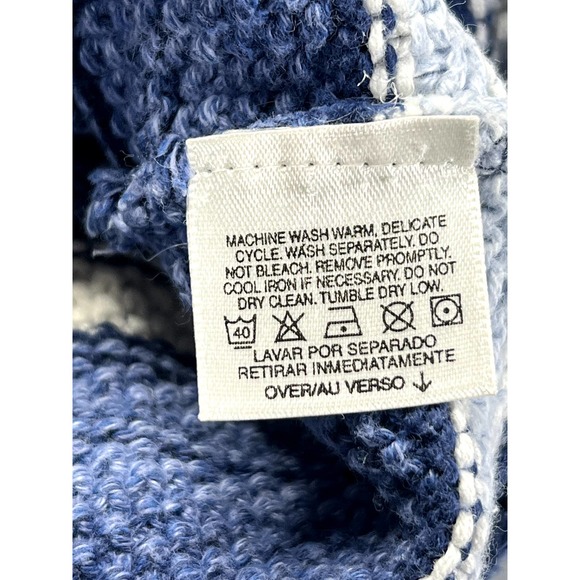 MACHINE WASH WARM, DELICATE
CYCLE. WASH SEPARATELY. DO
NOT BLEACH. REMOVE PROMPTLY.
COOL IRON IF NECESSARY. DO NOT
DRY CLEAN. TUMBLE DRY LOW.
40
LAVAR POR SEPARADO
RETIRAR INMEDIATAMENTE
OVER/AU VERSO ↓